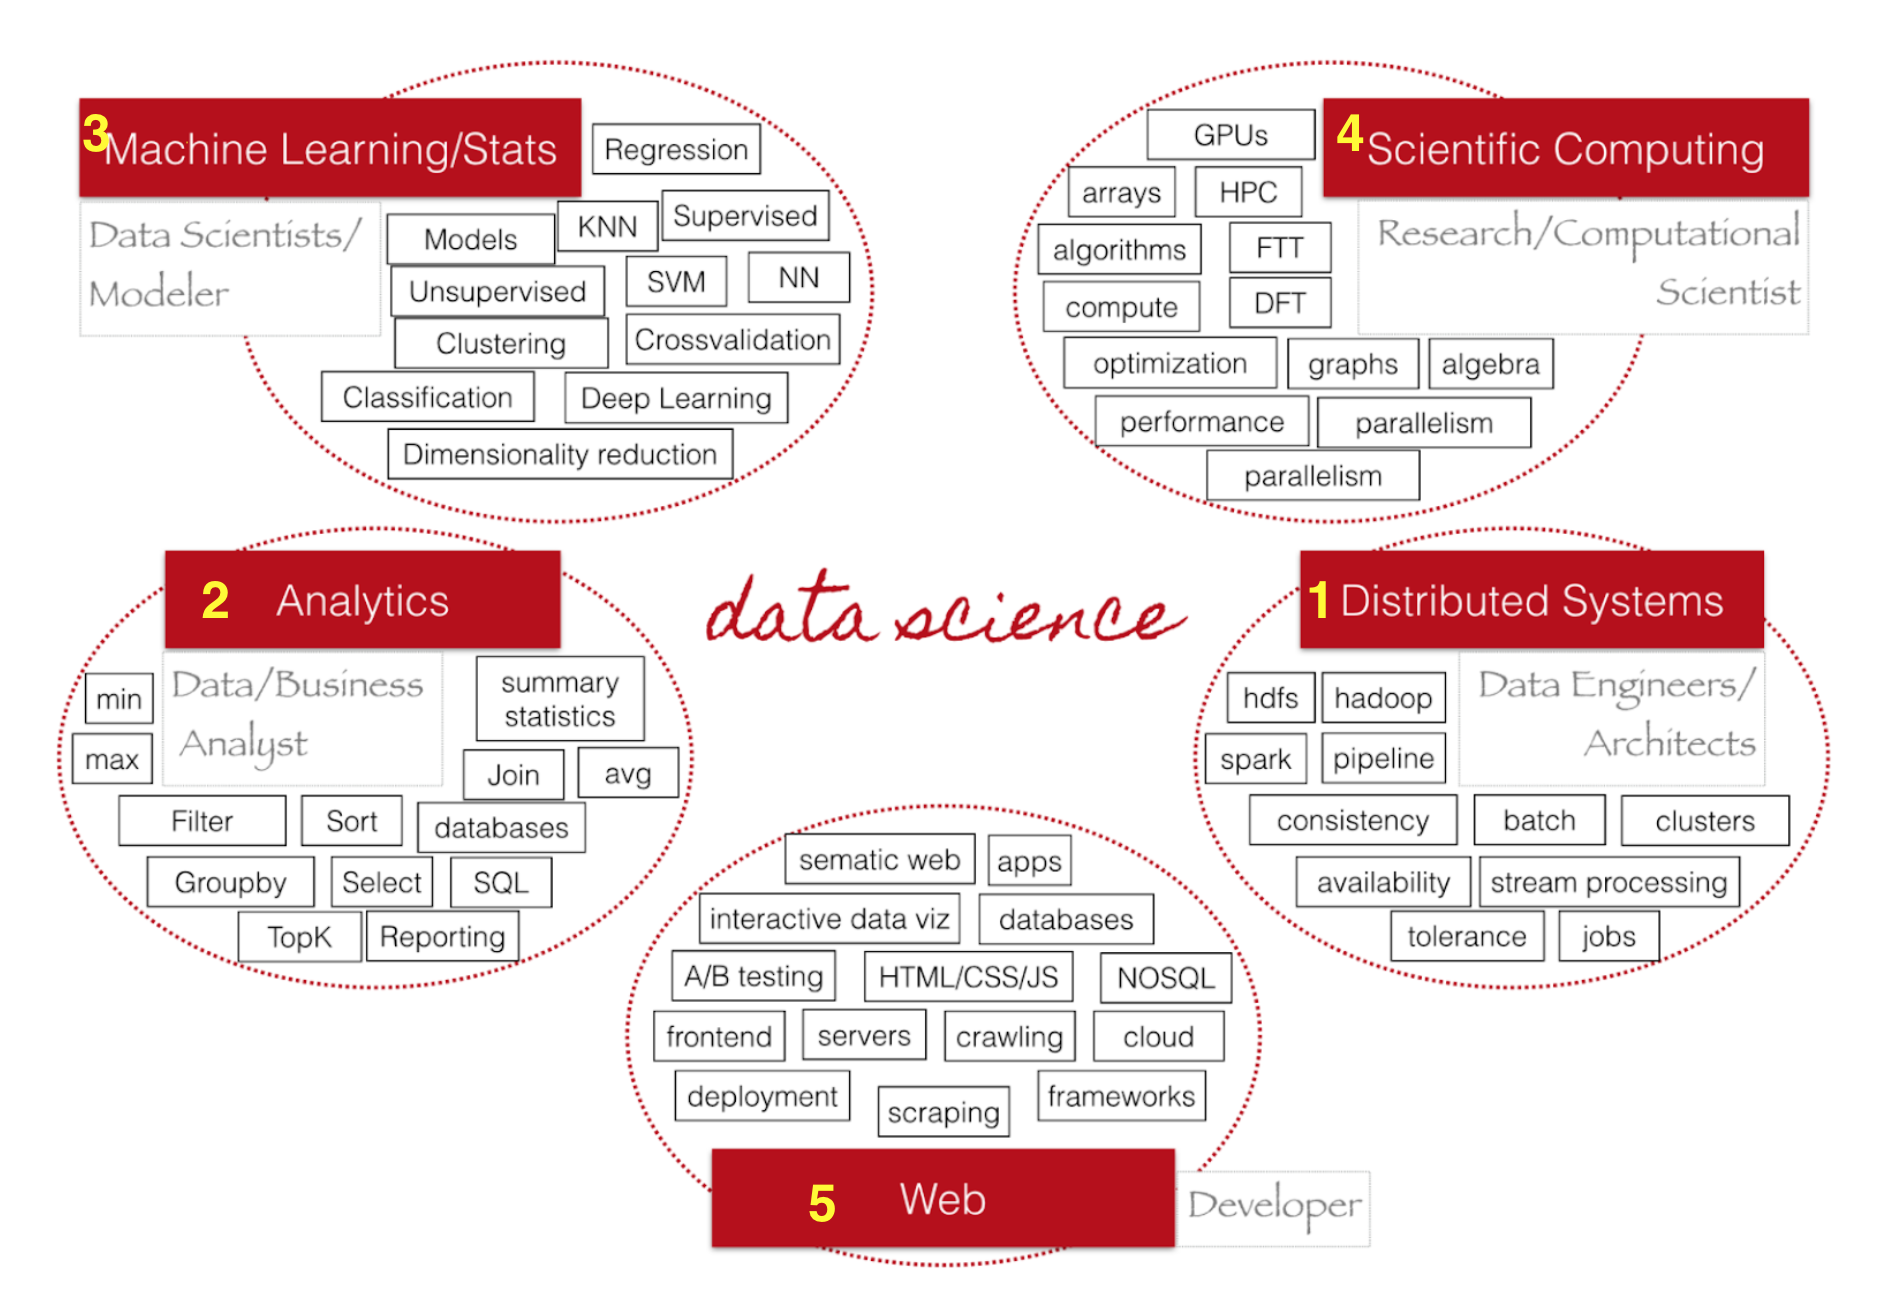 3 Machine Learning/Stats
Data Scientists/
Modeler
Regression
Models
KNN
Supervised
Unsupervised
SVM
NN
Clustering
Crossvalidation
Classification
Deep Learning
Dimensionality reduction
4 Scientific Computing
Research/Computational
Scientist
GPUs
arrays
HPC
algorithms
FTT
compute
DFT
optimization
graphs
algebra
performance
parallelism
parallelism
2 Analytics
Data/Business
Analyst
min
max
summary
statistics
Join
avg
Filter
Sort
databases
Groupby
Select
SQL
TopK
Reporting
data science
1 Distributed Systems
Data Engineers/
Architects
hdfs
hadoop
spark
pipeline
consistency
batch
clusters
availability
stream processing
tolerance
jobs
sematic web
apps
interactive data viz
databases
A/B testing
HTML/CSS/JS
NOSQL
frontend
servers
crawling
cloud
deployment
scraping
frameworks
5 Web
Developer